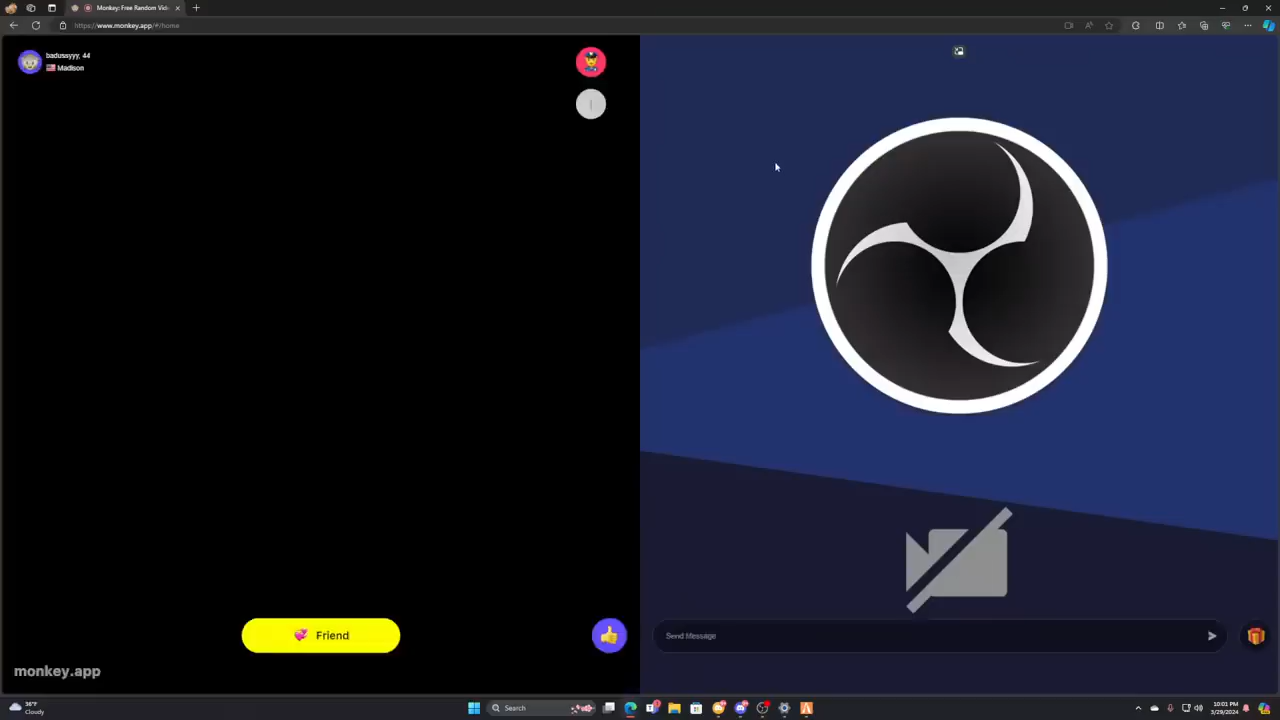 Monkey: Free Random Vid
https://www.monkey.app/#/home
badussyyy, 44
Madison
Friend
monkey.app
Send Message
36°F
Cloudy
Search
10:01 PM
3/29/2024